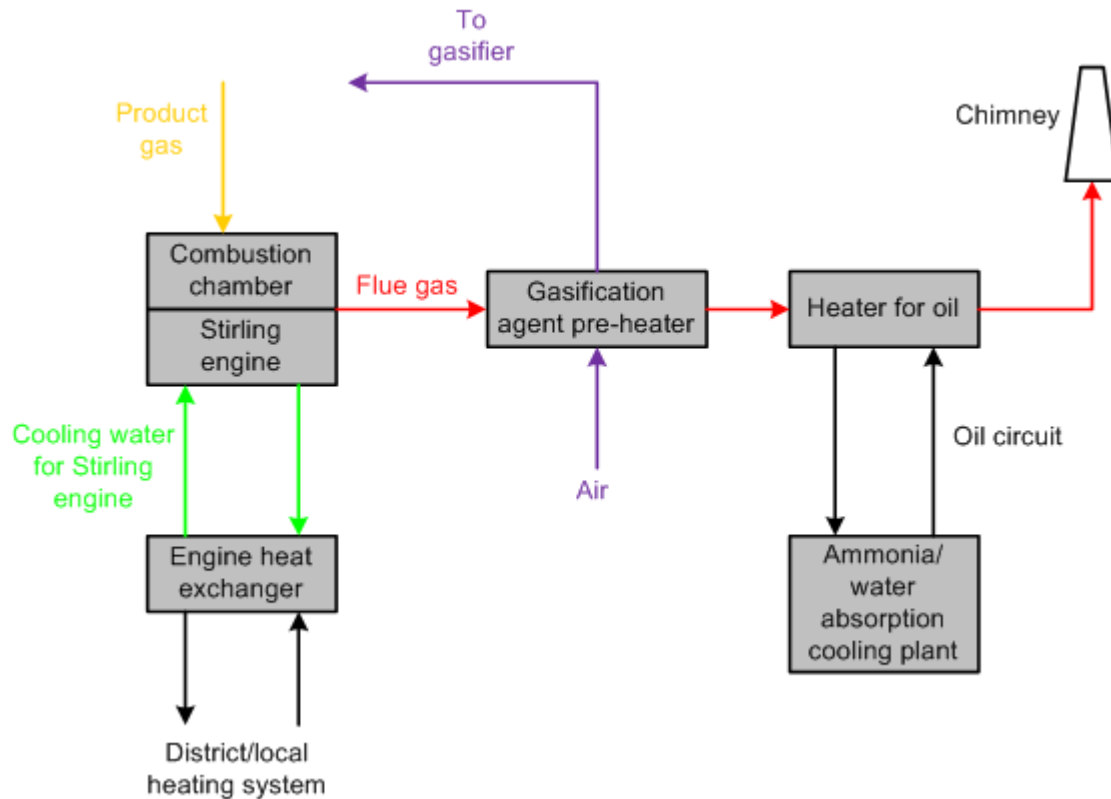 To
gasifier
Product
gas
Chimney
Combustion
chamber
Stirling
engine
Flue gas
Gasification
agent pre-heater
Heater for oil
Cooling water
for Stirling
engine
Air
Oil circuit
Engine heat
exchanger
Ammonia/
water
absorption
cooling plant
District/local
heating system